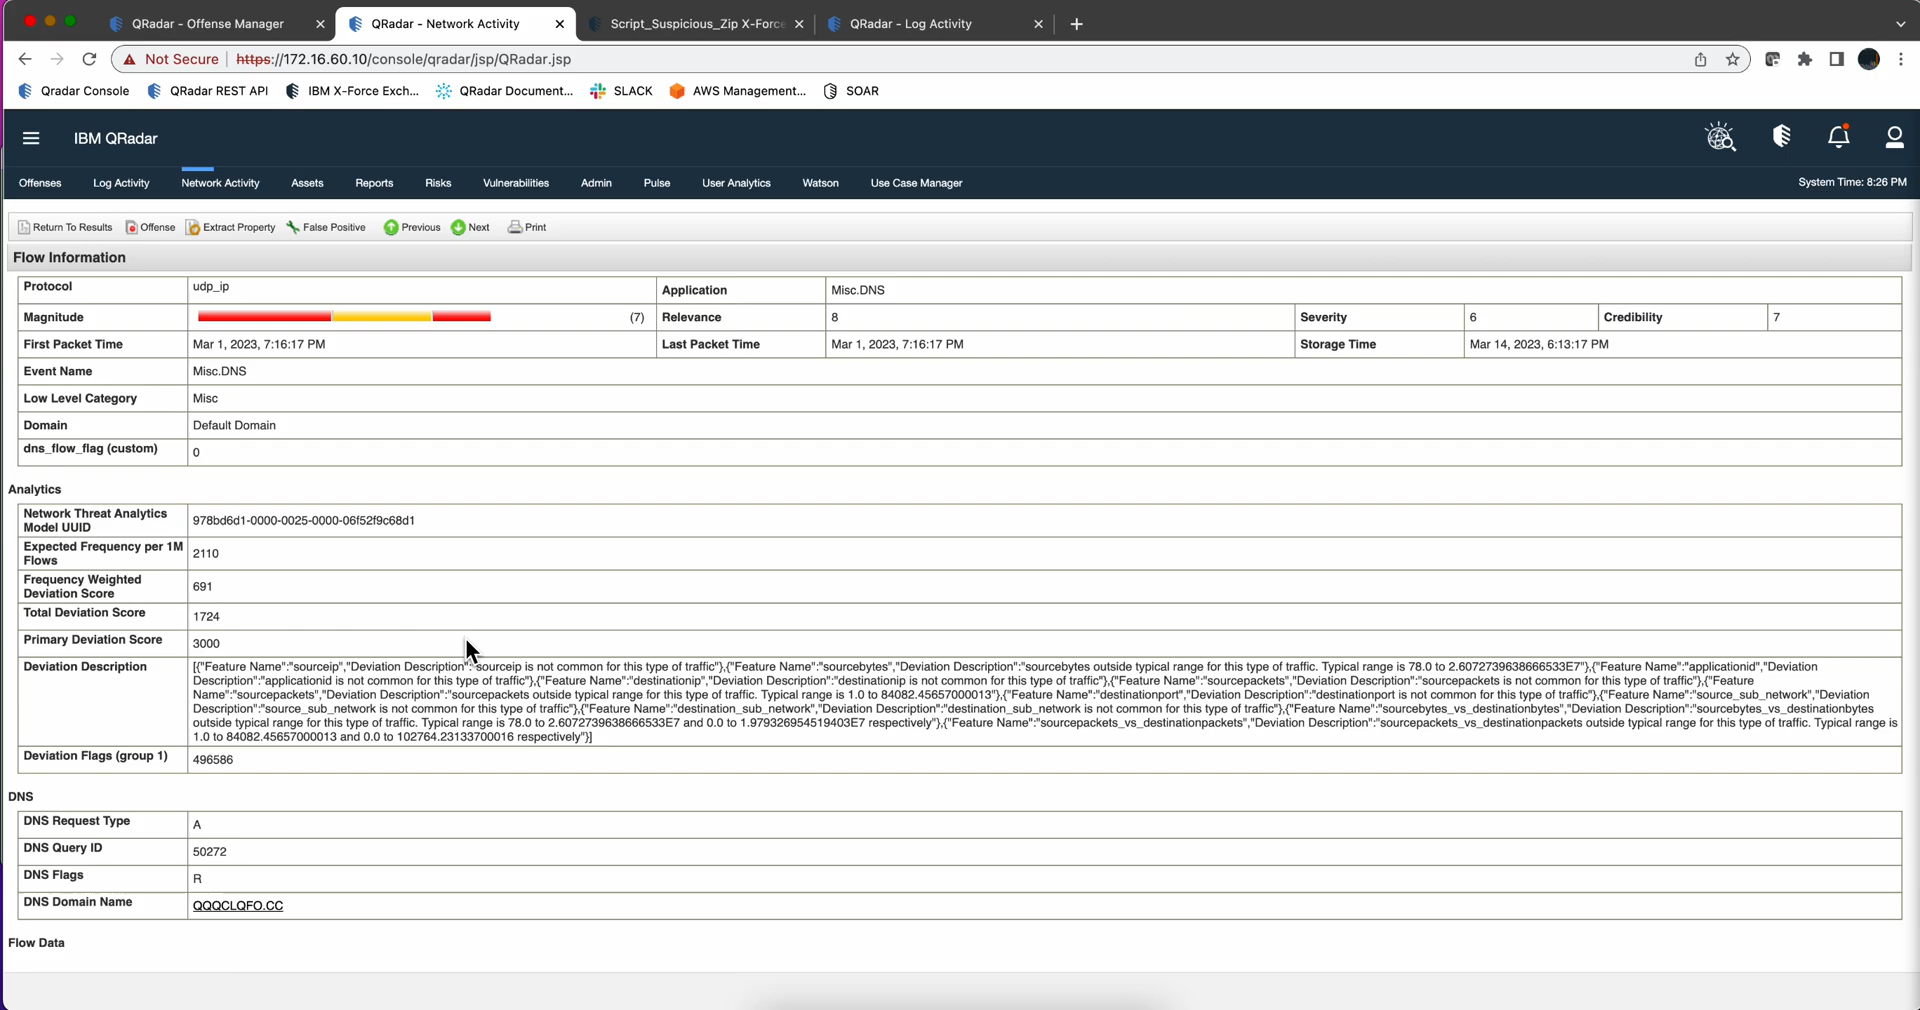 QRadar - Offense Manager
QRadar - Network Activity
Script_Suspicious_Zip X-Force
QRadar - Log Activity
Not Secure | https://172.16.60.10/console/qradar/jsp/QRadar.jsp
Qradar Console
QRadar REST API
IBM X-Force Exch...
QRadar Document...
SLACK
AWS Management...
SOAR
IBM QRadar
Offenses
Log Activity
Network Activity
Assets
Reports
Risks
Vulnerabilities
Admin
Pulse
User Analytics
Watson
Use Case Manager
System Time: 8:26 PM
Return To Results
Offense
Extract Property
False Positive
Previous
Next
Print
Flow Information
Protocol udp_ip Application Misc.DNS
Magnitude (7) Relevance 8 Severity 6 Credibility 7
First Packet Time Mar 1, 2023, 7:16:17 PM Last Packet Time Mar 1, 2023, 7:16:17 PM Storage Time Mar 14, 2023, 6:13:17 PM
Event Name Misc.DNS
Low Level Category Misc
Domain Default Domain
dns_flow_flag (custom) 0
Analytics
Network Threat Analytics
Model UUID
978bd6d1-0000-0025-0000-06f52f9c68d1
Expected Frequency per 1M
Flows
2110
Frequency Weighted
Deviation Score
691
Total Deviation Score 1724
Primary Deviation Score 3000
Deviation Description
[{"Feature Name":"sourceip","Deviation Description":"sourceip is not common for this type of traffic"},{"Feature Name":"sourcebytes","Deviation Description":"sourcebytes outside typical range for this type of traffic. Typical range is 78.0 to 2.6072739638666533E7"},{"Feature Name":"applicationid","Deviation
Description":"applicationid is not common for this type of traffic"},{"Feature Name":"destinationip","Deviation Description":"destinationip is not common for this type of traffic"},{"Feature Name":"sourcepackets","Deviation Description":"sourcepackets is not common for this type of traffic"},{"Feature
Name":"sourcepackets","Deviation Description":"sourcepackets outside typical range for this type of traffic. Typical range is 1.0 to 84082.45657000013"},{"Feature Name":"destinationport","Deviation Description":"destinationport is not common for this type of traffic"},{"Feature Name":"source_sub_network","Deviation
Description":"source_sub_network is not common for this type of traffic"},{"Feature Name":"destination_sub_network","Deviation Description":"destination_sub_network is not common for this type of traffic"},{"Feature Name":"sourcebytes_vs_destinationbytes","Deviation Description":"sourcebytes_vs_destinationbytes
outside typical range for this type of traffic. Typical range is 78.0 to 2.6072739638666533E7 and 0.0 to 1.979326954519403E7 respectively"},{"Feature Name":"sourcepackets_vs_destinationpackets","Deviation Description":"sourcepackets_vs_destinationpackets outside typical range for this type of traffic. Typical range is
1.0 to 84082.45657000013 and 0.0 to 102764.23133700016 respectively"}]
Deviation Flags (group 1) 496586
DNS
DNS Request Type A
DNS Query ID 50272
DNS Flags R
DNS Domain Name QQQCLQFO.CC
Flow Data